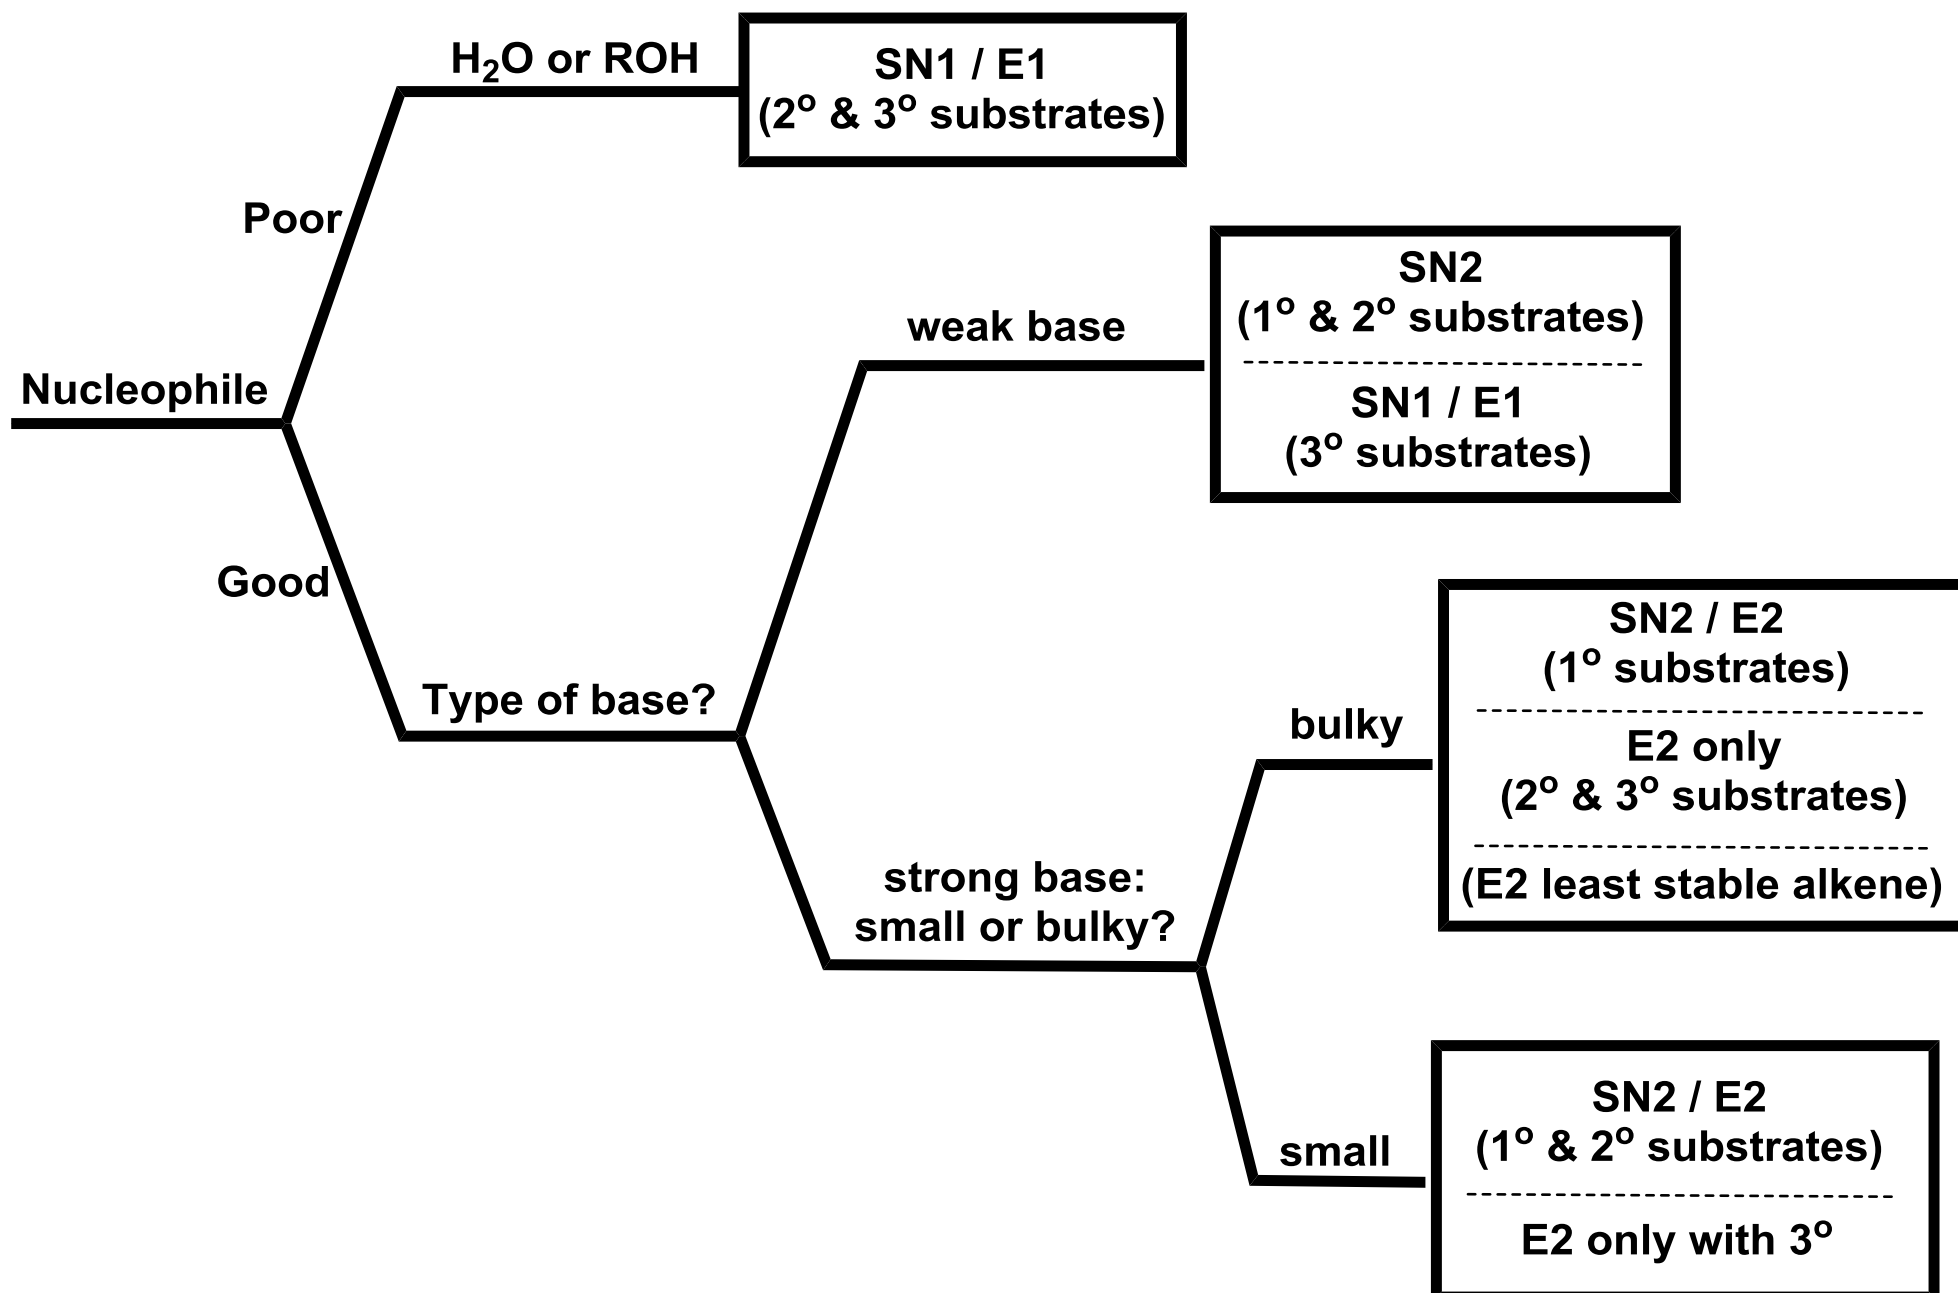 H₂O or ROH
SN1 / E1
(2º & 3º substrates)
Poor
SN2
(1º & 2º substrates)
weak base
Nucleophile
SN1 / E1
(3º substrates)
Good
SN2 / E2
(1º substrates)
Type of base?
bulky
E2 only
(2º & 3º substrates)
(E2 least stable alkene)
strong base:
small or bulky?
SN2 / E2
(1º & 2º substrates)
small
E2 only with 3º